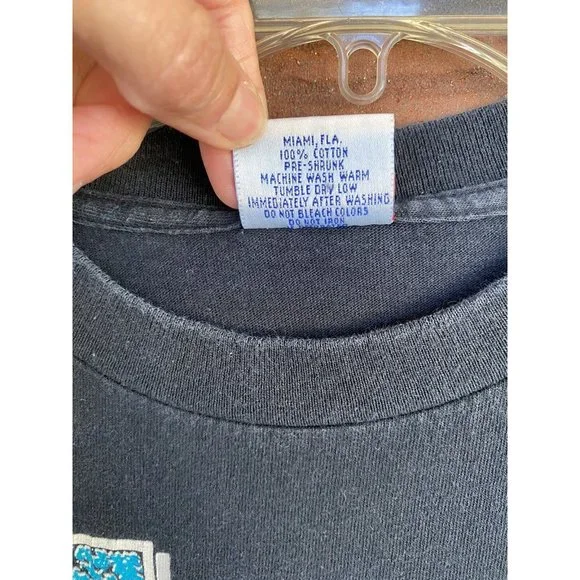 MIAMI, FLA.
100% COTTON
PRE-SHRUNK
MACHINE WASH WARM
TUMBLE DRY LOW
IMMEDIATELY AFTER WASHING
DO NOT BLEACH COLORS
DO NOT IRON